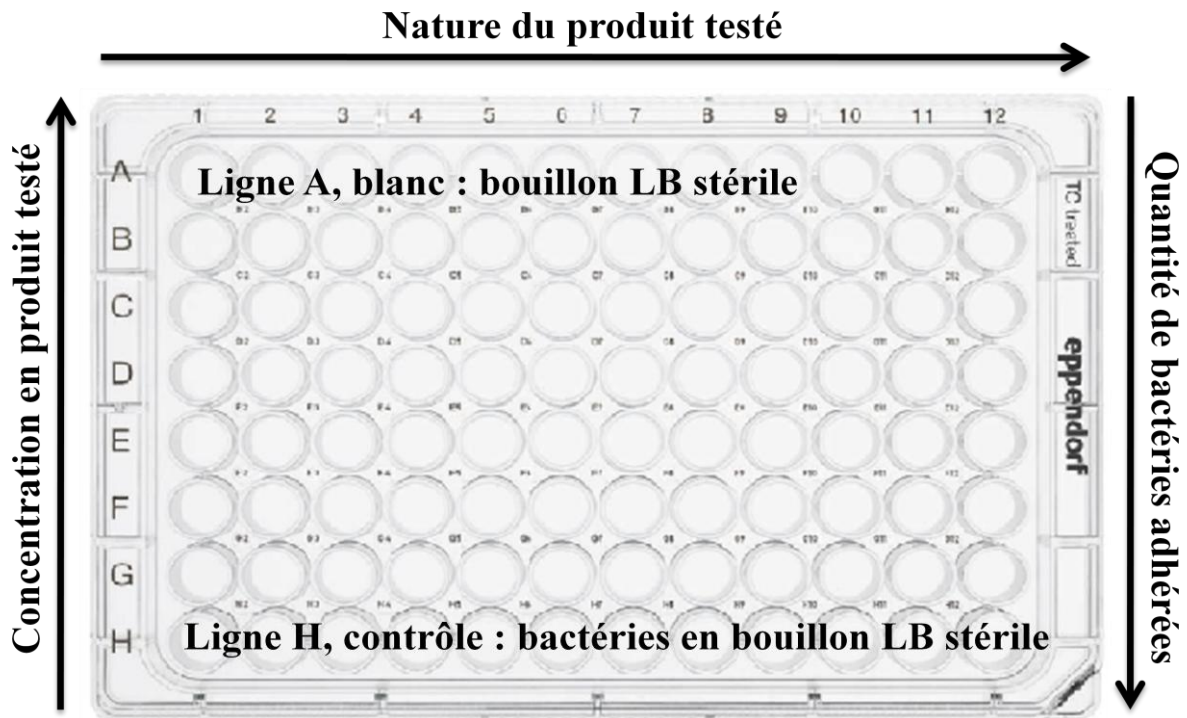 Nature du produit testé
Concentration en produit testé
Quantité de bactéries adhérées
1 2 3 4 5 6 7 8 9 10 11 12
A
Ligne A, blanc : bouillon LB stérile
B
C
D
E
F
G
H
Ligne H, contrôle : bactéries en bouillon LB stérile
TC treated
eppendorf